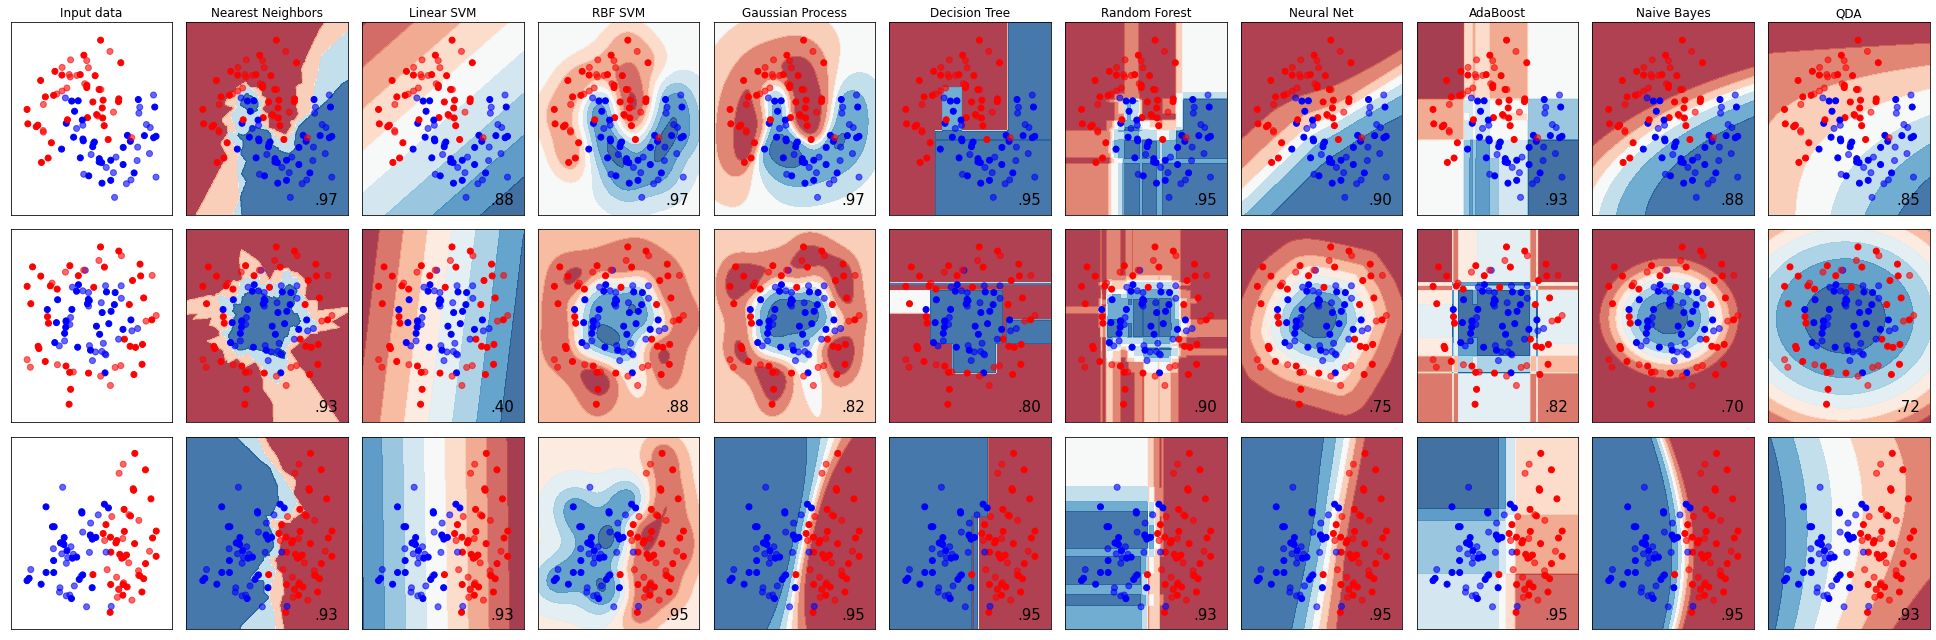 Input data Nearest Neighbors Linear SVM RBF SVM Gaussian Process Decision Tree Random Forest Neural Net AdaBoost Naive Bayes QDA
.97 .88 .97 .97 .95 .95 .90 .93 .88 .85
.93 .40 .88 .82 .80 .90 .75 .82 .70 .72
.93 .93 .95 .95 .95 .93 .95 .95 .95 .93